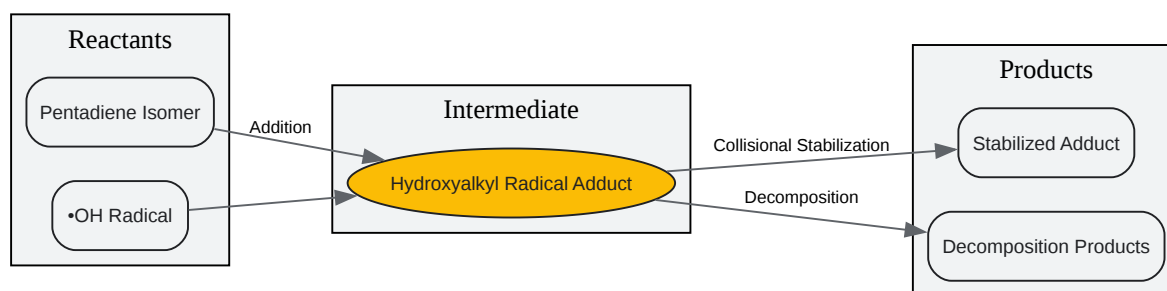 Reactants
Pentadiene Isomer
•OH Radical
Addition
Intermediate
Hydroxyalkyl Radical Adduct
Collisional Stabilization
Decomposition
Products
Stabilized Adduct
Decomposition Products